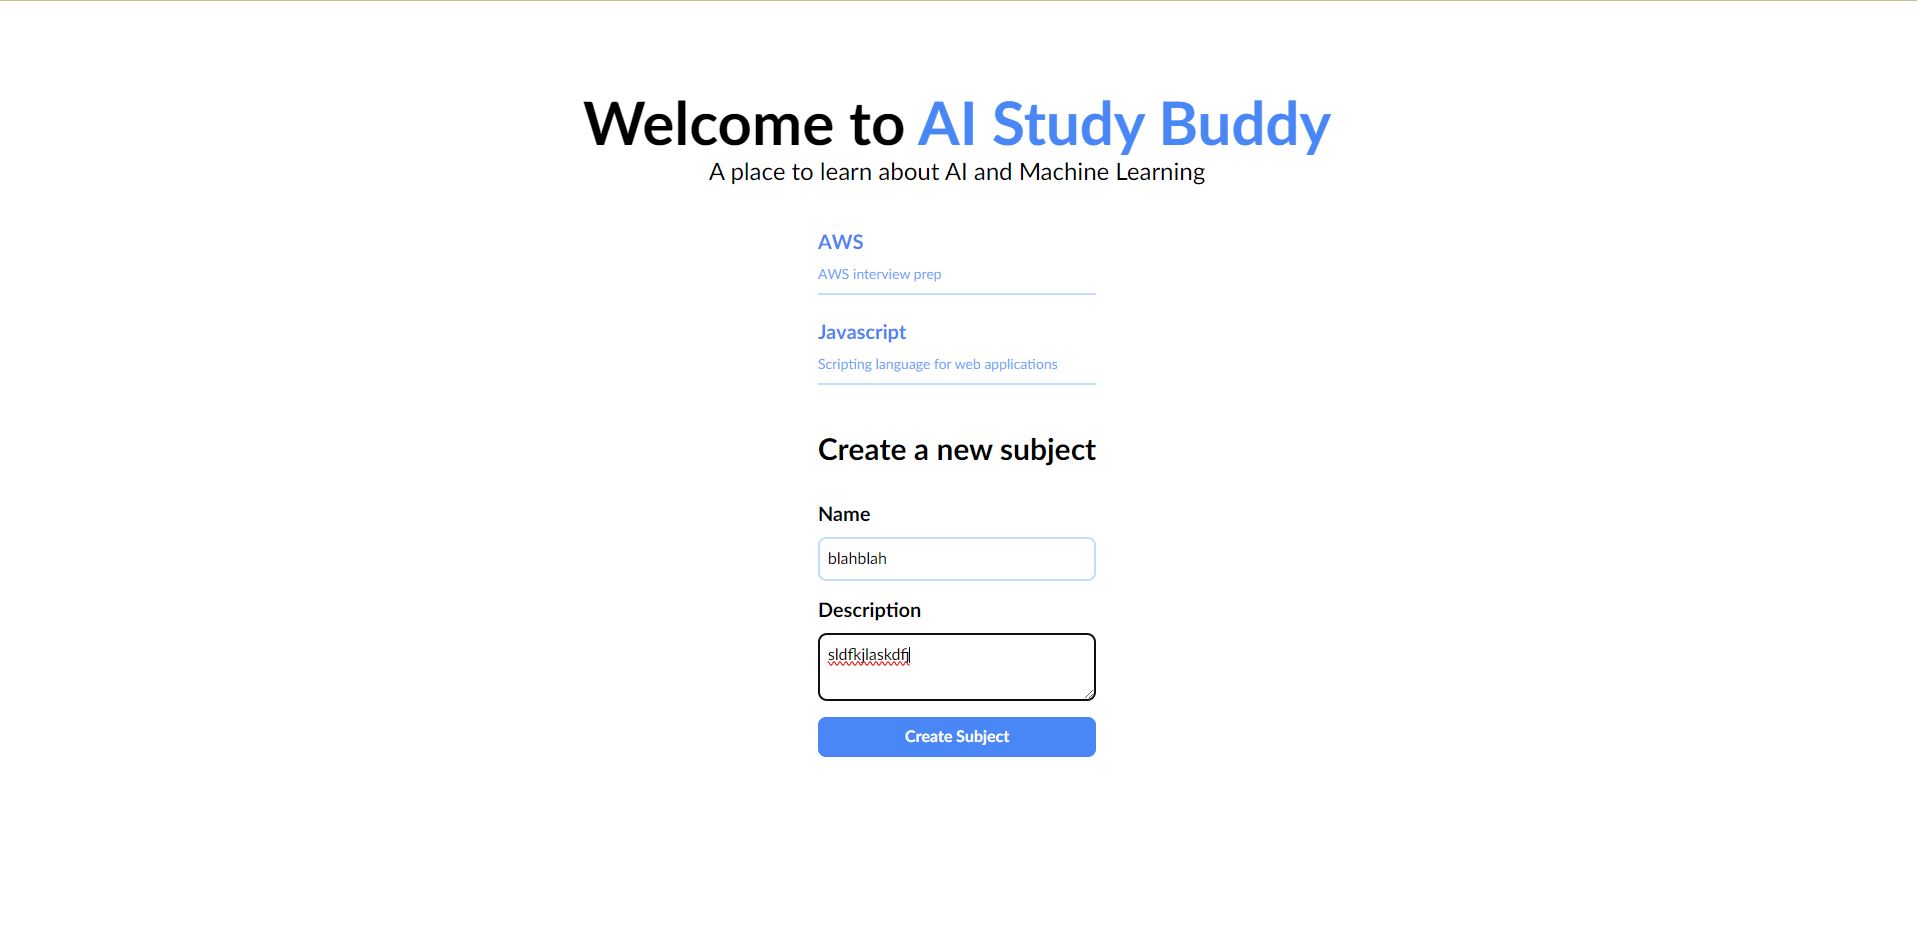 Welcome to AI Study Buddy
A place to learn about AI and Machine Learning
AWS
AWS interview prep
Javascript
Scripting language for web applications
Create a new subject
Name
blahblah
Description
sldfkjlaskdfj
Create Subject